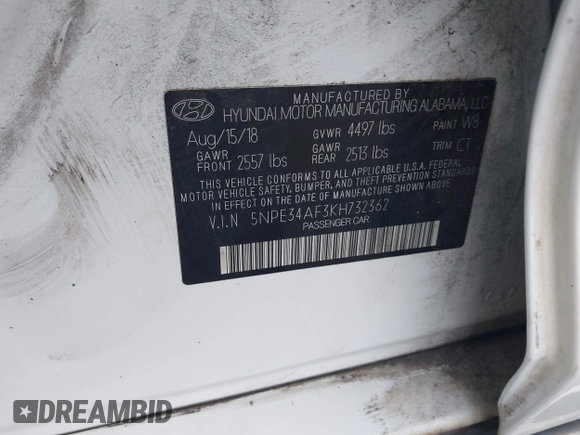 MANUFACTURED BY
HYUNDAI MOTOR MANUFACTURING ALABAMA, LLC
Aug/15/18 GVWR 4497 lbs PAINT W8
GAWR FRONT 2557 lbs GAWR REAR 2513 lbs TRIM CT
THIS VEHICLE CONFORMS TO ALL APPLICABLE U.S.A. FEDERAL
MOTOR VEHICLE SAFETY, BUMPER, AND THEFT PREVENTION STANDARDS
IN EFFECT ON THE DATE OF MANUFACTURE SHOWN ABOVE.
V.I.N 5NPE34AF3KH732362
PASSENGER CAR
DREAMBID